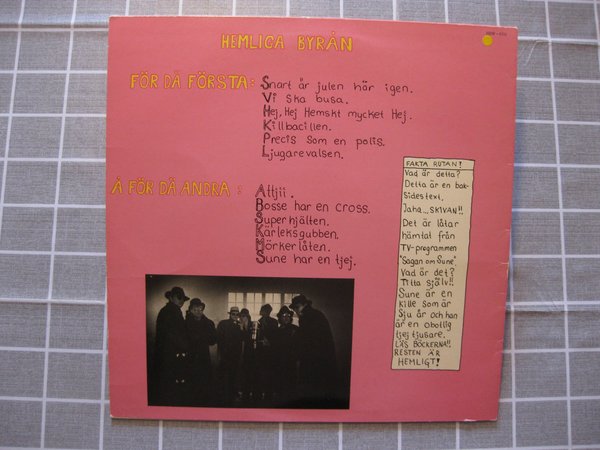 HEMLIGA BYRÅN
FÖR DÅ FÖRSTA: Snart är julen här igen.
Vi ska busa.
Hej, Hej Hemskt mycket Hej.
Killbacillen.
Precis som en polis.
Ljugarevalsen.
Å FÖR DÅ ANDRA: Attjii.
Bosse har en cross.
Superhjälten.
Kärleksgubben.
Mörkerlåten.
Sune har en tjej.
FAKTA RUTAN!
Vad är detta?
Detta är en bak-
sidestext.
Jaha... SKIVAN!!
Det är låtar
hämtat från
TV-programmen
"Sagan om Sune".
Vad är det?
Titta själv!!
Sune är en
kille som är
Sju år och han
är en obotlig
tjejtjusare.
LÄS BÖCKERNA!!
RESTEN ÄR
HEMLIGT!